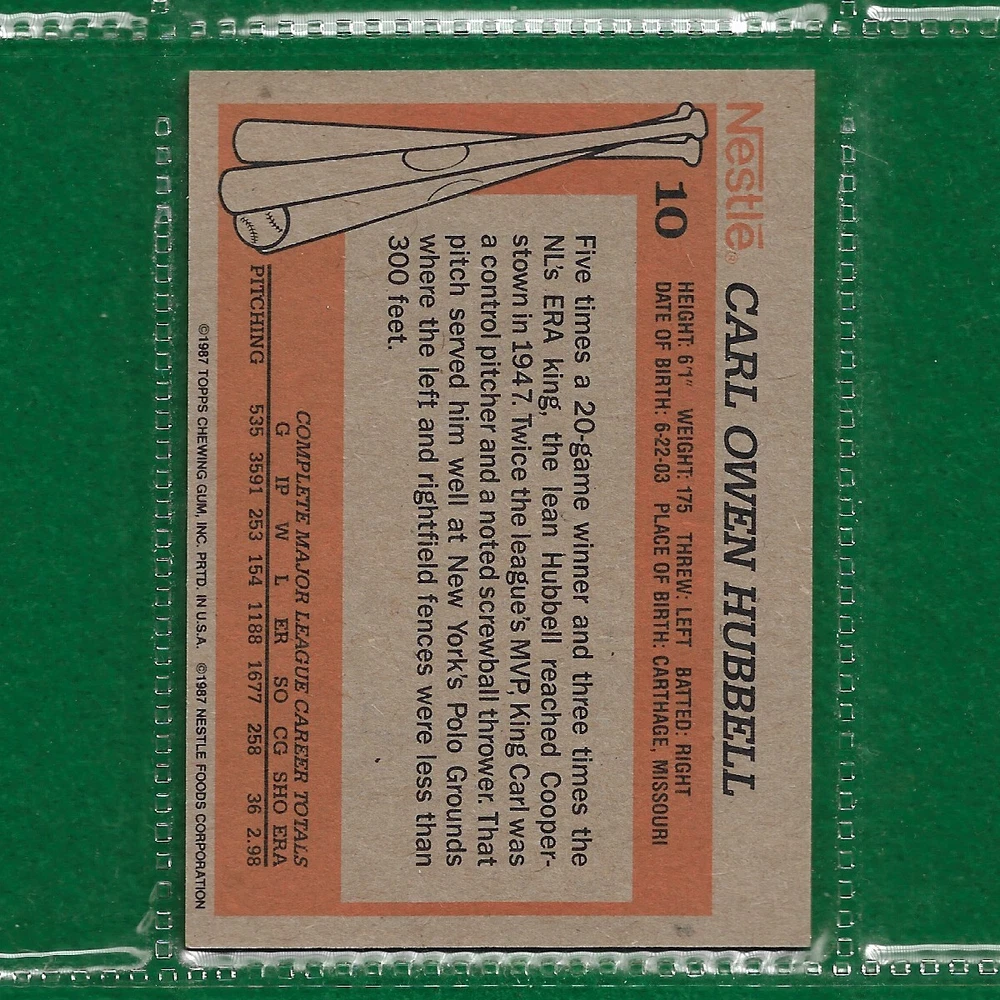 Nestlé®
CARL OWEN HUBBELL
10
HEIGHT: 6'1" WEIGHT: 175 THREW: LEFT BATTED: RIGHT
DATE OF BIRTH: 6-22-03 PLACE OF BIRTH: CARTHAGE, MISSOURI
Five times a 20-game winner and three times the
NL's ERA king, the lean Hubbell reached Cooper-
stown in 1947. Twice the league's MVP, King Carl was
a control pitcher and a noted screwball thrower. That
pitch served him well at New York's Polo Grounds
where the left and rightfield fences were less than
300 feet.
COMPLETE MAJOR LEAGUE CAREER TOTALS
G IP W L ER SO CG SHO ERA
PITCHING 535 3591 253 154 1188 1677 258 36 2.98
©1987 TOPPS CHEWING GUM, INC. PRTD. IN U.S.A. ©1987 NESTLE FOODS CORPORATION